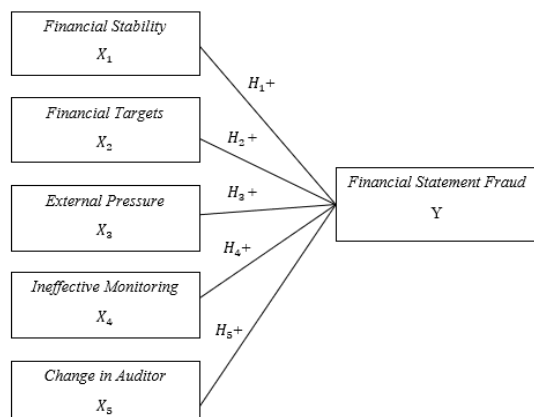 Financial Stability
X₁
Financial Targets
X₂
External Pressure
X₃
Ineffective Monitoring
X₄
Change in Auditor
X₅
H₁+
H₂+
H₃+
H₄+
H₅+
Financial Statement Fraud
Y